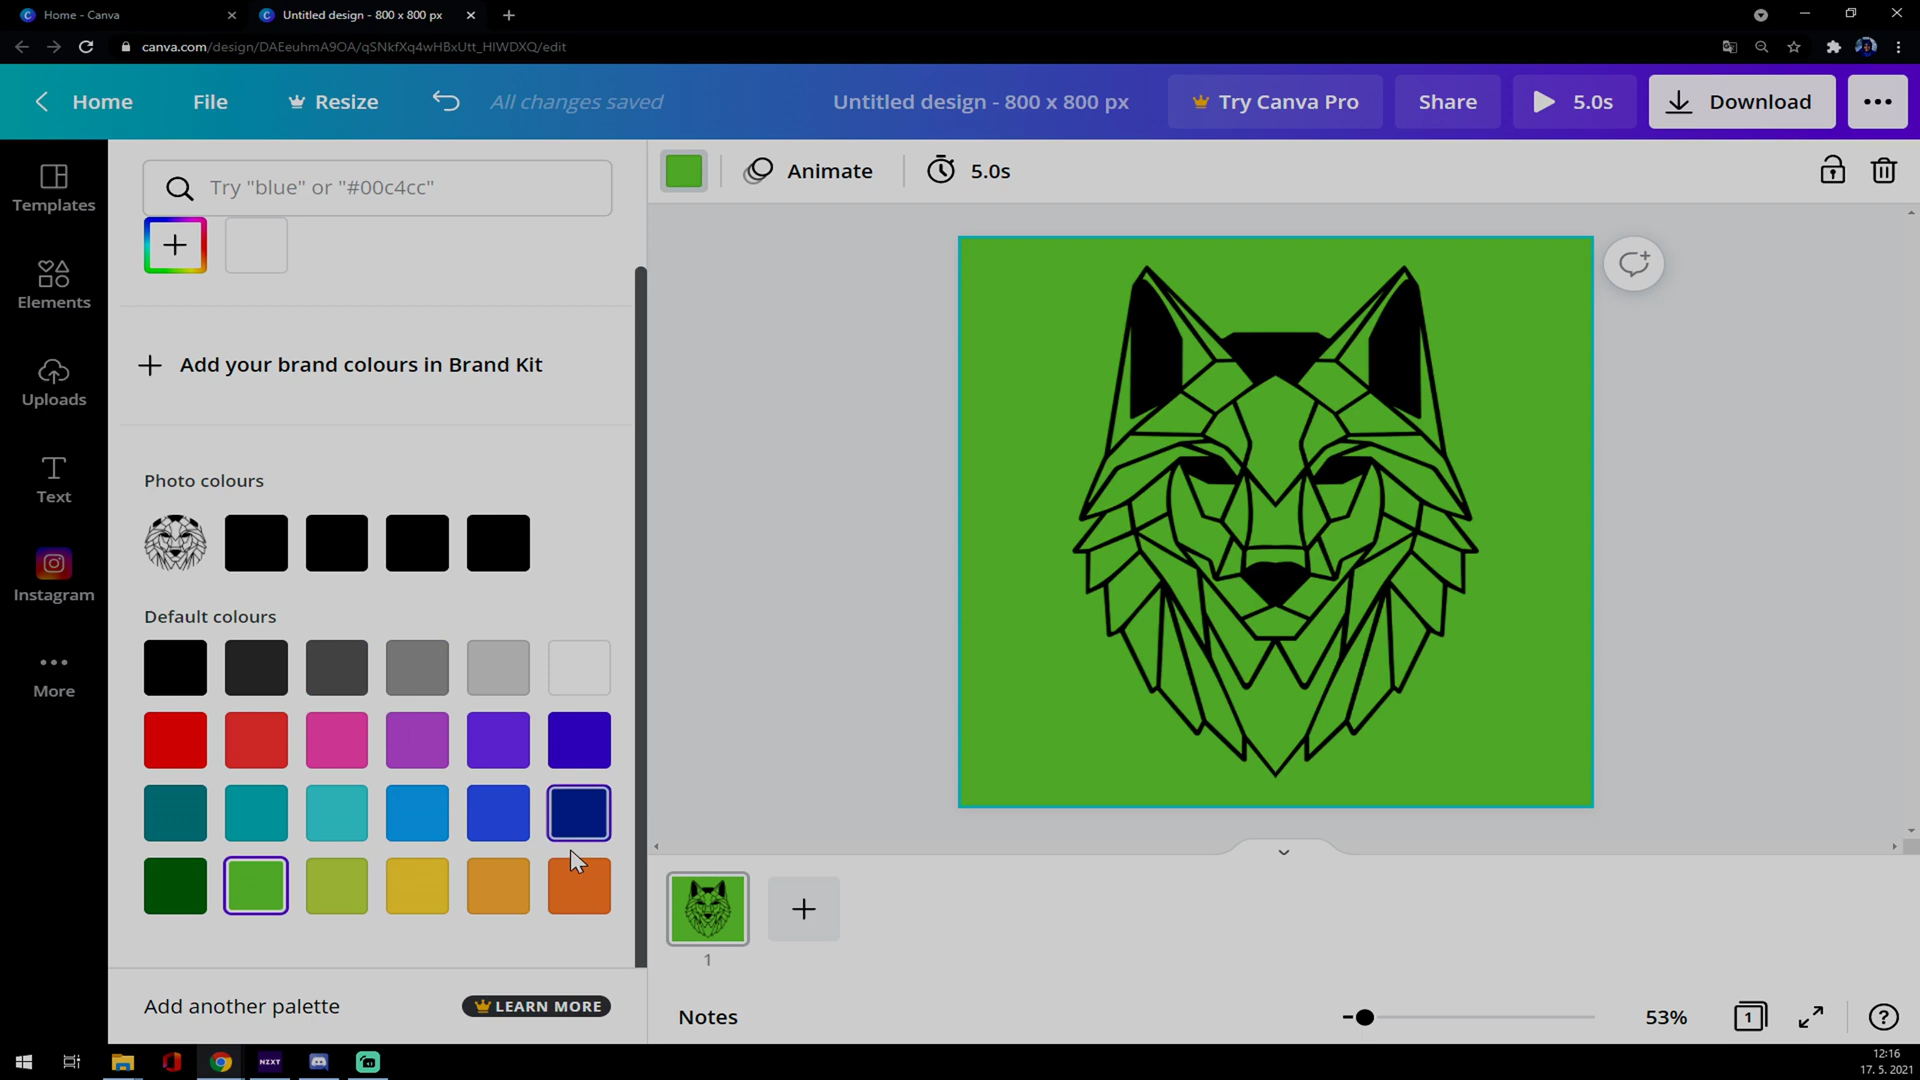 Home - Canva
Untitled design - 800 x 800 px
canva.com/design/DAEeuhmA9OA/qSNkfXq4wHBxUtt_HIWDXQ/edit
Home
File
Resize
All changes saved
Untitled design - 800 x 800 px
Try Canva Pro
Share
5.0s
Download
Templates
Elements
Uploads
Text
Instagram
More
Try "blue" or "#00c4cc"
Animate
5.0s
Add your brand colours in Brand Kit
Photo colours
Default colours
Add another palette
LEARN MORE
1
Notes
53%
1
NZXT
12:16
17. 5. 2021